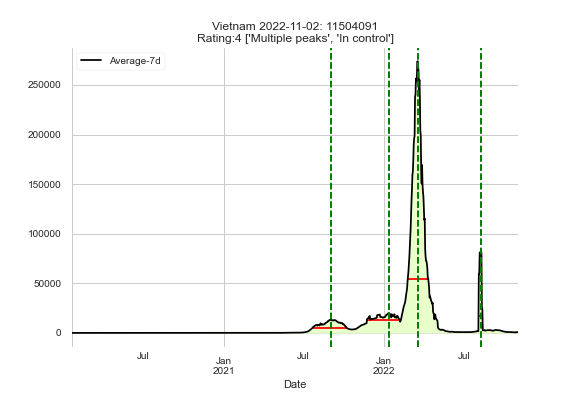 Vietnam 2022-11-02: 11504091
Rating:4 ['Multiple peaks', 'In control']
Average-7d
250000
200000
150000
100000
50000
0
Jul
Jan
2021
Jul
Jan
2022
Jul
Date